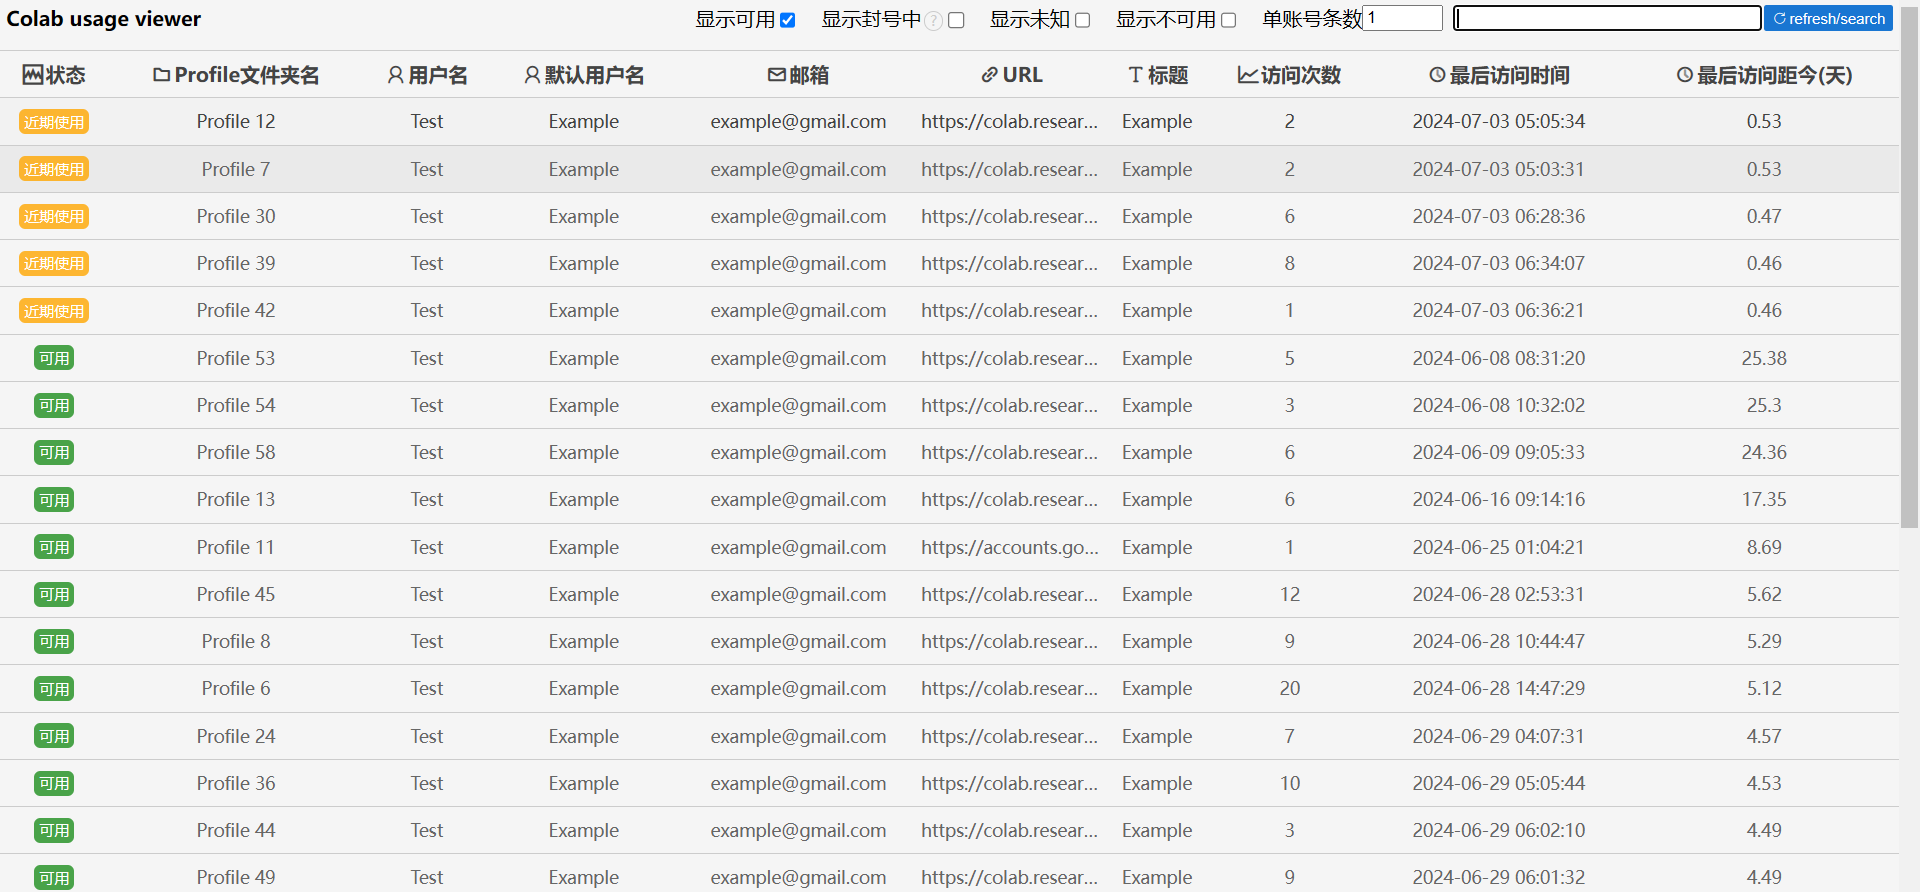 Colab usage viewer 显示可用 显示封号中 ? 显示未知 显示不可用 单账号条数 1 refresh/search
状态 Profile文件夹名 用户名 默认用户名 邮箱 URL 标题 访问次数 最后访问时间 最后访问距今(天)
近期使用 Profile 12 Test Example example@gmail.com https://colab.resear... Example 2 2024-07-03 05:05:34 0.53
近期使用 Profile 7 Test Example example@gmail.com https://colab.resear... Example 2 2024-07-03 05:03:31 0.53
近期使用 Profile 30 Test Example example@gmail.com https://colab.resear... Example 6 2024-07-03 06:28:36 0.47
近期使用 Profile 39 Test Example example@gmail.com https://colab.resear... Example 8 2024-07-03 06:34:07 0.46
近期使用 Profile 42 Test Example example@gmail.com https://colab.resear... Example 1 2024-07-03 06:36:21 0.46
可用 Profile 53 Test Example example@gmail.com https://colab.resear... Example 5 2024-06-08 08:31:20 25.38
可用 Profile 54 Test Example example@gmail.com https://colab.resear... Example 3 2024-06-08 10:32:02 25.3
可用 Profile 58 Test Example example@gmail.com https://colab.resear... Example 6 2024-06-09 09:05:33 24.36
可用 Profile 13 Test Example example@gmail.com https://colab.resear... Example 6 2024-06-16 09:14:16 17.35
可用 Profile 11 Test Example example@gmail.com https://accounts.go... Example 1 2024-06-25 01:04:21 8.69
可用 Profile 45 Test Example example@gmail.com https://colab.resear... Example 12 2024-06-28 02:53:31 5.62
可用 Profile 8 Test Example example@gmail.com https://colab.resear... Example 9 2024-06-28 10:44:47 5.29
可用 Profile 6 Test Example example@gmail.com https://colab.resear... Example 20 2024-06-28 14:47:29 5.12
可用 Profile 24 Test Example example@gmail.com https://colab.resear... Example 7 2024-06-29 04:07:31 4.57
可用 Profile 36 Test Example example@gmail.com https://colab.resear... Example 10 2024-06-29 05:05:44 4.53
可用 Profile 44 Test Example example@gmail.com https://colab.resear... Example 3 2024-06-29 06:02:10 4.49
可用 Profile 49 Test Example example@gmail.com https://colab.resear... Example 9 2024-06-29 06:01:32 4.49